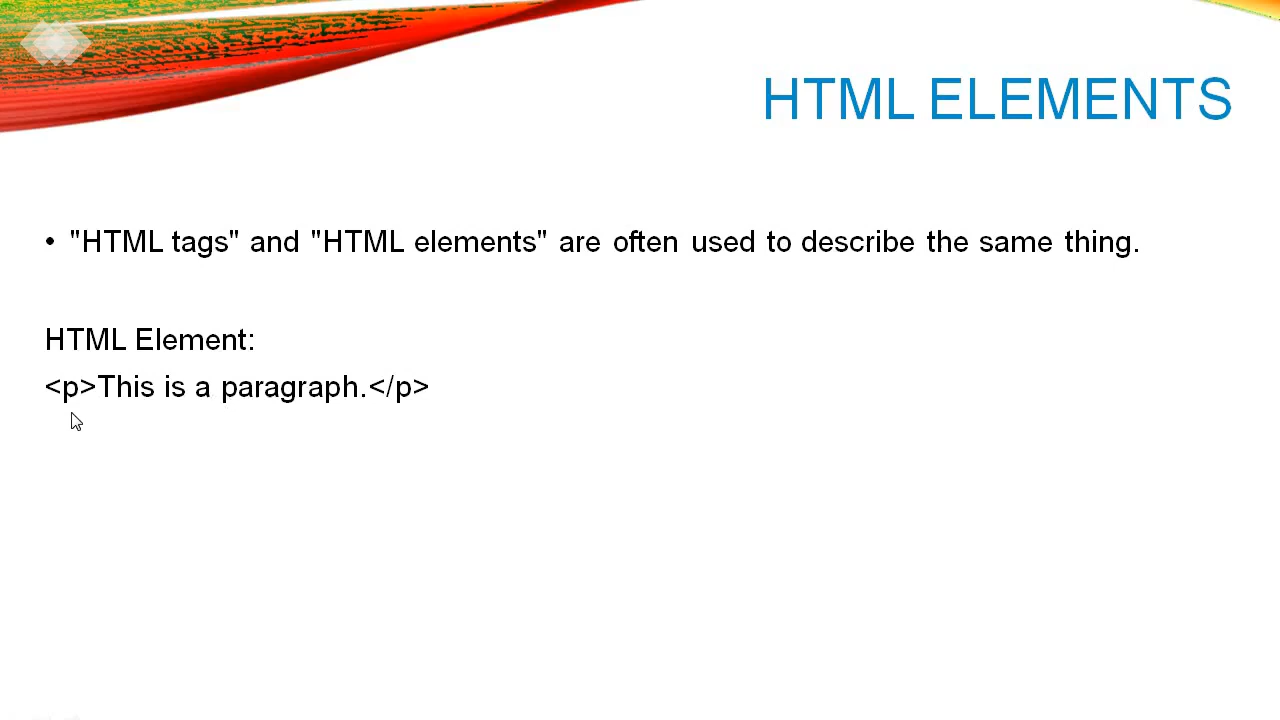 HTML ELEMENTS
• "HTML tags" and "HTML elements" are often used to describe the same thing.
HTML Element:
<p>This is a paragraph.</p>